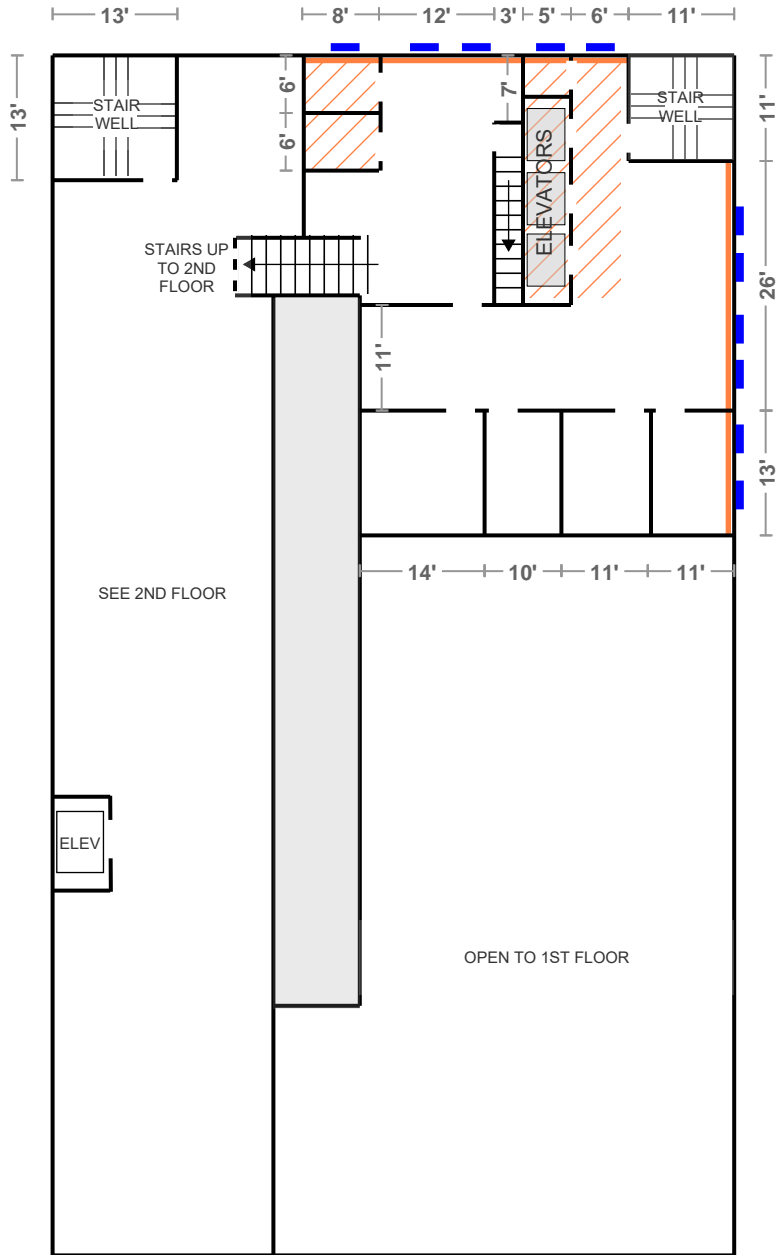 13'
8'
12'
3'
5'
6'
11'
13'
6'
6'
7'
11'
STAIR
WELL
STAIR
WELL
ELEVATORS
STAIRS UP
TO 2ND
FLOOR
26'
11'
13'
14'
10'
11'
11'
SEE 2ND FLOOR
ELEV
OPEN TO 1ST FLOOR